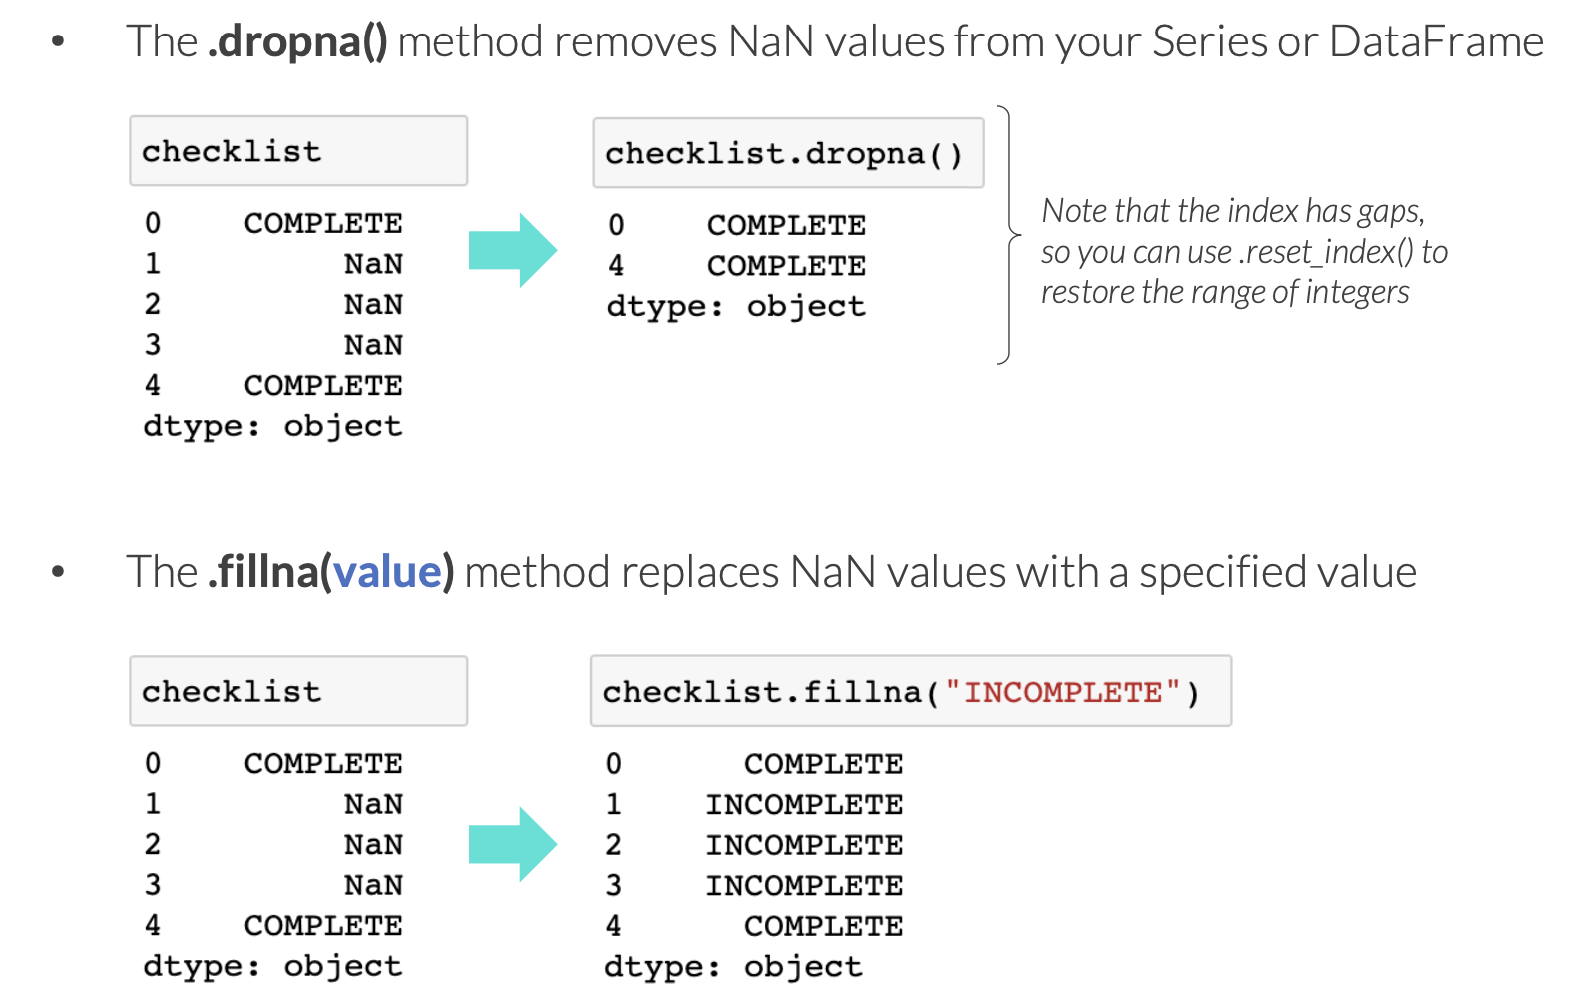 • The .dropna() method removes NaN values from your Series or DataFrame
checklist
0 COMPLETE
1 NaN
2 NaN
3 NaN
4 COMPLETE
dtype: object
checklist.dropna()
0 COMPLETE
4 COMPLETE
dtype: object
Note that the index has gaps,
so you can use .reset_index() to
restore the range of integers
• The .fillna(value) method replaces NaN values with a specified value
checklist
0 COMPLETE
1 NaN
2 NaN
3 NaN
4 COMPLETE
dtype: object
checklist.fillna("INCOMPLETE")
0 COMPLETE
1 INCOMPLETE
2 INCOMPLETE
3 INCOMPLETE
4 COMPLETE
dtype: object